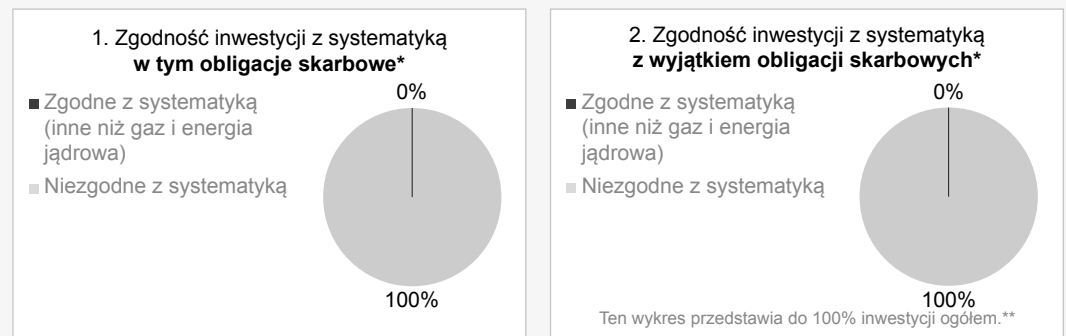 1. Zgodność inwestycji z systematyką
w tym obligacje skarbowe*
Zgodne z systematyką
(inne niż gaz i energia
jądrowa)
Niezgodne z systematyką
0%
100%
2. Zgodność inwestycji z systematyką
z wyjątkiem obligacji skarbowych*
Zgodne z systematyką
(inne niż gaz i energia
jądrowa)
Niezgodne z systematyką
0%
100%
Ten wykres przedstawia do 100% inwestycji ogółem.**